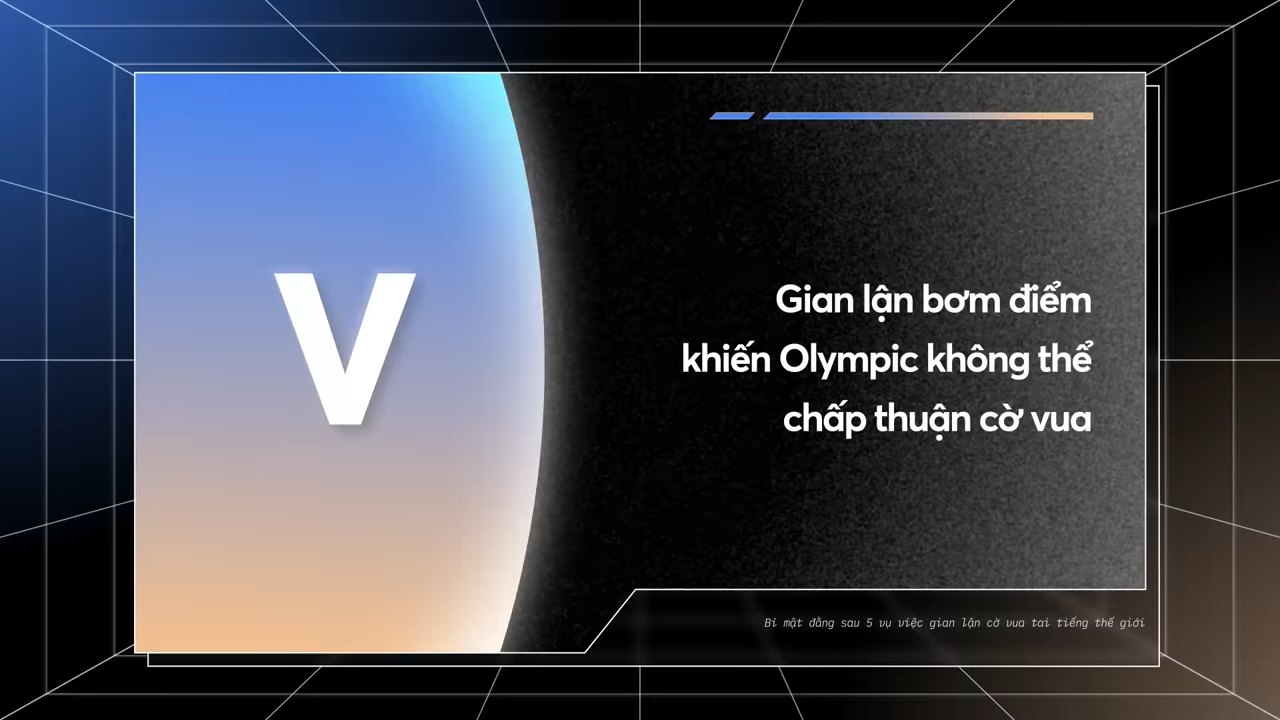 V
Gian lận bơm điểm
khiến Olympic không thể
chấp thuận cờ vua
Bí mật đằng sau 5 vụ việc gian lận cờ vua tai tiếng thế giới